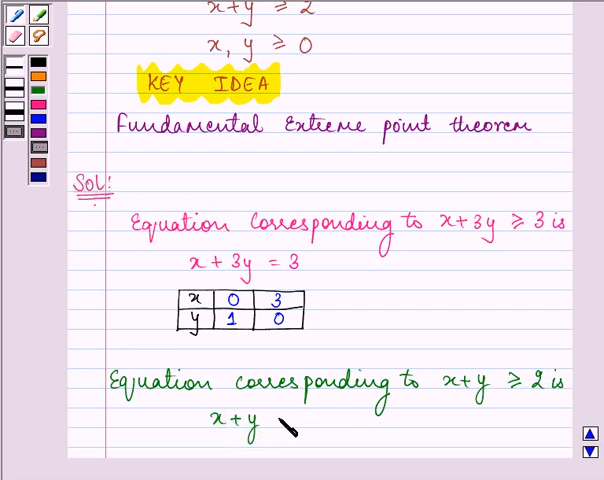 x+y ≥ 2
x, y ≥ 0
KEY IDEA
Fundamental Extreme point theorem
Sol:
Equation corresponding to x+3y ≥ 3 is
x + 3y = 3
x 0 3
y 1 0
Equation corresponding to x+y ≥ 2 is
x+y